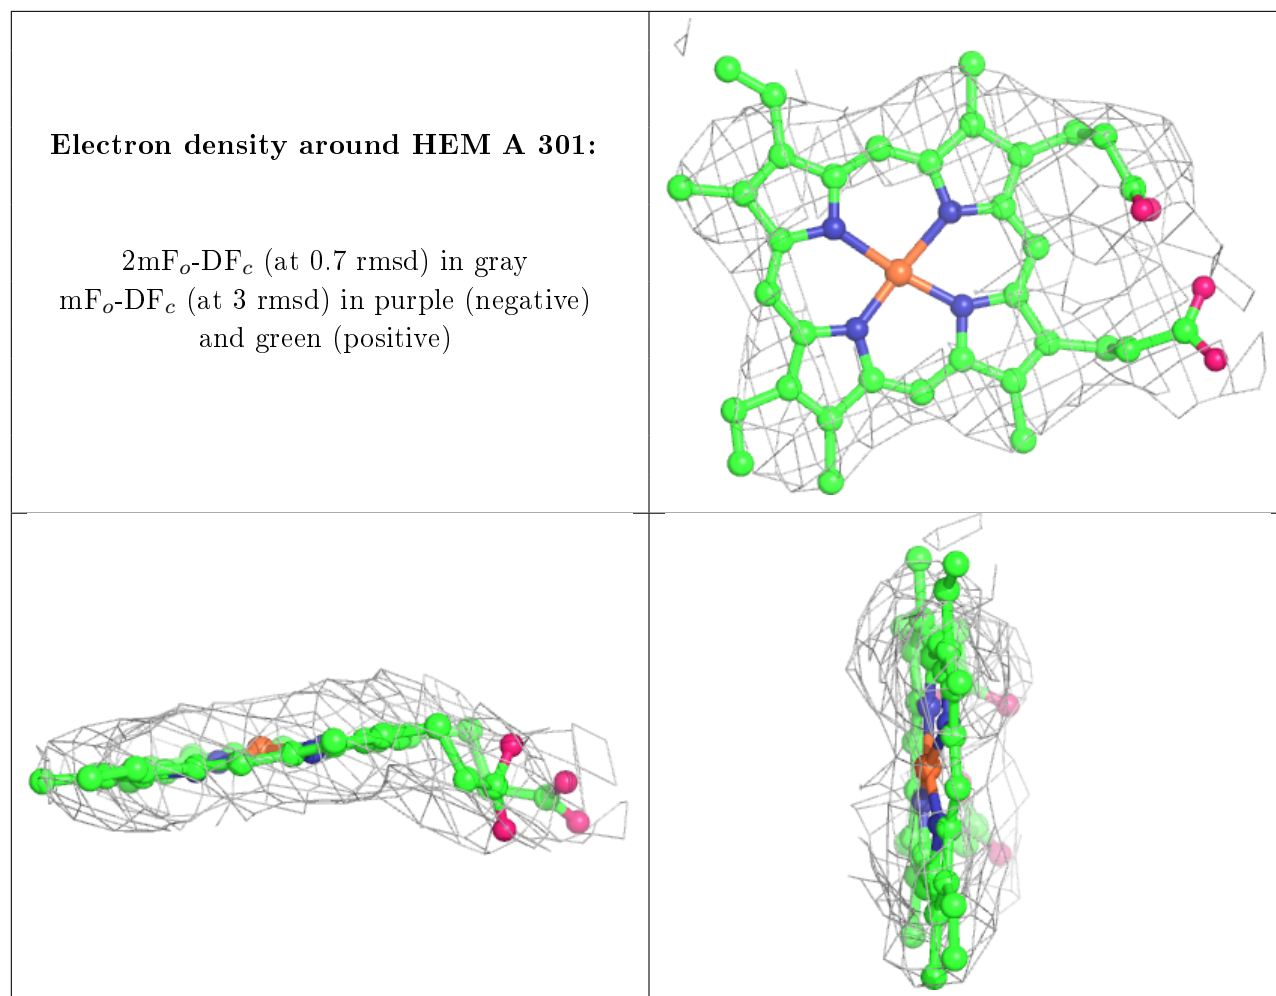 Electron density around HEM A 301:
2mFo-DFc (at 0.7 rmsd) in gray
mFo-DFc (at 3 rmsd) in purple (negative)
and green (positive)